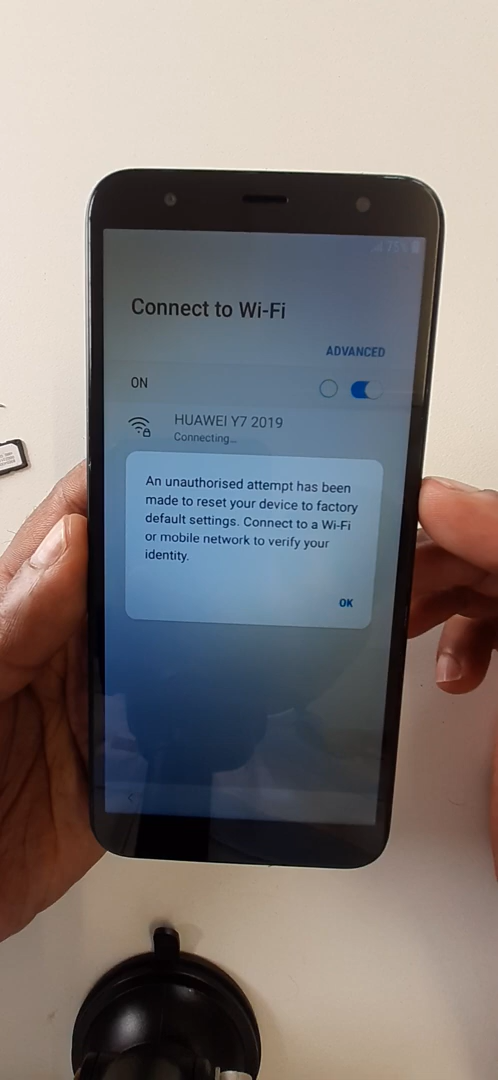 75%
Connect to Wi-Fi
ADVANCED
ON
HUAWEI Y7 2019
Connecting...
An unauthorised attempt has been
made to reset your device to factory
default settings. Connect to a Wi-Fi
or mobile network to verify your
identity.
OK